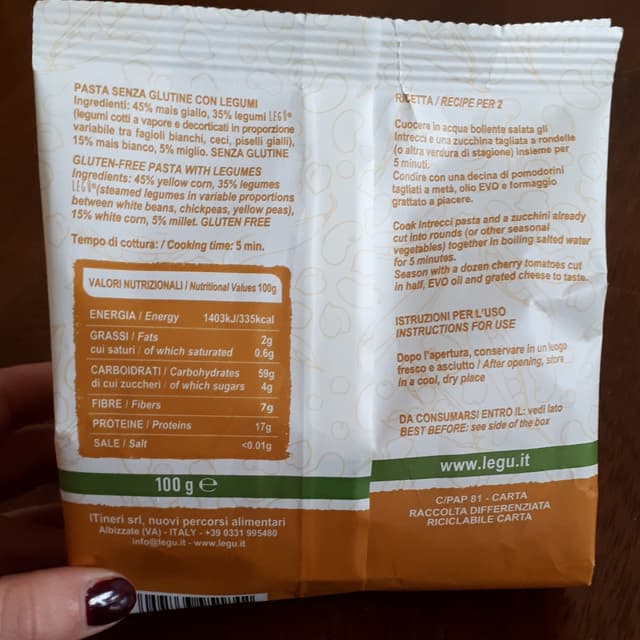 PASTA SENZA GLUTINE CON LEGUMI
Ingredienti: 45% mais giallo, 35% legumi LEGÙ®
(legumi cotti a vapore e decorticati in proporzione
variabile tra fagioli bianchi, ceci, piselli gialli),
15% mais bianco, 5% miglio. SENZA GLUTINE
GLUTEN-FREE PASTA WITH LEGUMES
Ingredients: 45% yellow corn, 35% legumes
LEGÙ® (steamed legumes in variable proportions
between white beans, chickpeas, yellow peas),
15% white corn, 5% millet. GLUTEN FREE
Tempo di cottura: / Cooking time: 5 min.
VALORI NUTRIZIONALI / Nutritional Values 100g
ENERGIA / Energy 1403kJ/335kcal
GRASSI / Fats 2g
cui saturi / of which saturated 0.6g
CARBOIDRATI / Carbohydrates 59g
di cui zuccheri / of which sugars 4g
FIBRE / Fibers 7g
PROTEINE / Proteins 17g
SALE / Salt <0.01g
100 g ℮
ITineri srl, nuovi percorsi alimentari
Albizzate (VA) - ITALY - +39 0331 995480
info@legu.it - www.legu.it
RICETTA / RECIPE PER 2
Cuocere in acqua bollente salata gli
Intrecci e una zucchina tagliata a rondelle
(o altra verdura di stagione) insieme per
5 minuti.
Condire con una decina di pomodorini
tagliati a metà, olio EVO e formaggio
grattato a piacere.
Cook Intrecci pasta and a zucchini already
cut into rounds (or other seasonal
vegetables) together in boiling salted water
for 5 minutes.
Season with a dozen cherry tomatoes cut
in half, EVO oil and grated cheese to taste.
ISTRUZIONI PER L'USO
INSTRUCTIONS FOR USE
Dopo l'apertura, conservare in un luogo
fresco e asciutto / After opening, store
in a cool, dry place
DA CONSUMARSI ENTRO IL: vedi lato
BEST BEFORE: see side of the box
www.legu.it
C/PAP 81 - CARTA
RACCOLTA DIFFERENZIATA
RICICLABILE CARTA